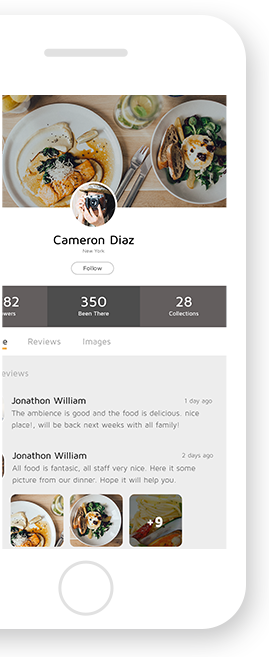 Cameron Diaz
New York
Follow
82 350 28
wers Been There Collections
e Reviews Images
eviews
Jonathon William 1 day ago
The ambience is good and the food is delicious. nice
place!, will be back next weeks with all family!
Jonathon William 2 days ago
All food is fantasic, all staff very nice. Here it some
picture from our dinner. Hope it will help you.
+9